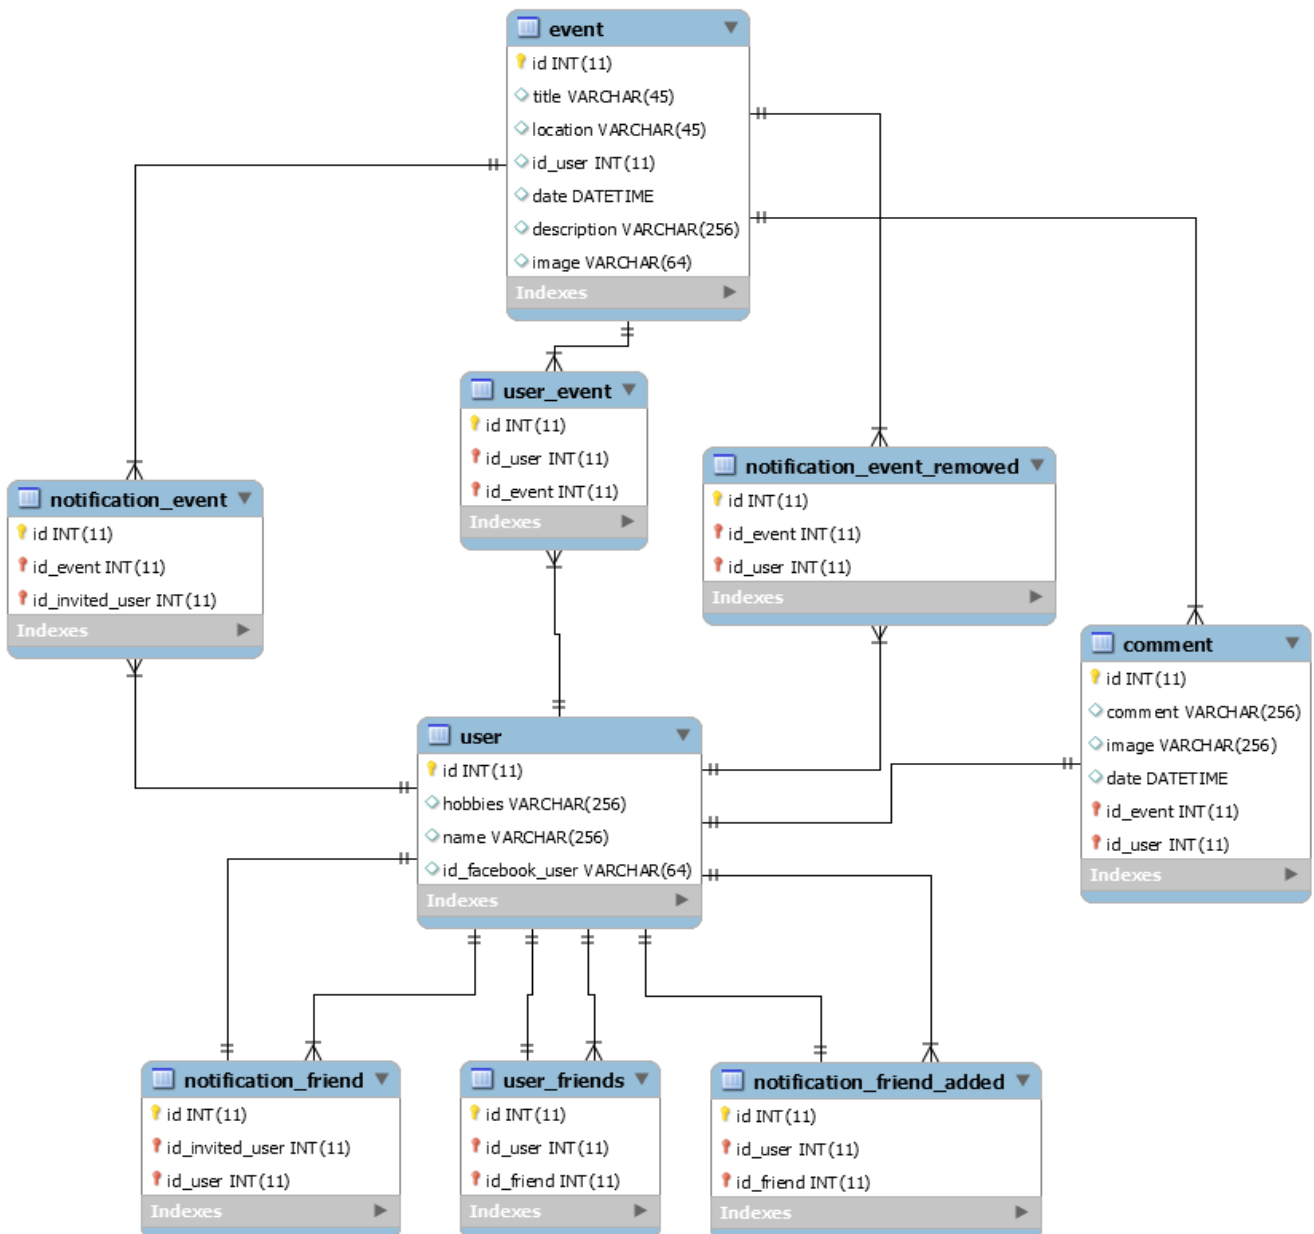 event
id INT(11)
title VARCHAR(45)
location VARCHAR(45)
id_user INT(11)
date DATETIME
description VARCHAR(256)
image VARCHAR(64)
Indexes
user_event
id INT(11)
id_user INT(11)
id_event INT(11)
Indexes
notification_event_removed
id INT(11)
id_event INT(11)
id_user INT(11)
Indexes
notification_event
id INT(11)
id_event INT(11)
id_invited_user INT(11)
Indexes
comment
id INT(11)
comment VARCHAR(256)
image VARCHAR(256)
date DATETIME
id_event INT(11)
id_user INT(11)
Indexes
user
id INT(11)
hobbies VARCHAR(256)
name VARCHAR(256)
id_facebook_user VARCHAR(64)
Indexes
notification_friend
id INT(11)
id_invited_user INT(11)
id_user INT(11)
Indexes
user_friends
id INT(11)
id_user INT(11)
id_friend INT(11)
Indexes
notification_friend_added
id INT(11)
id_user INT(11)
id_friend INT(11)
Indexes